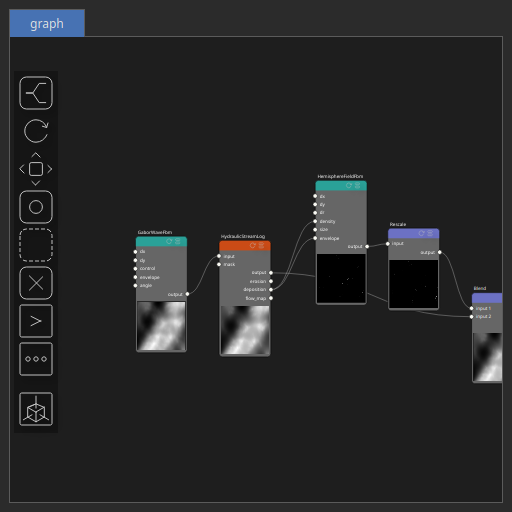 graph
GaborWaveFbm
dx
dy
control
envelope
angle
output
HydraulicStreamLog
input
mask
output
erosion
deposition
flow_map
HemisphereFieldFbm
dx
dy
dr
density
size
envelope
output
Rescale
input
output
Blend
input 1
input 2